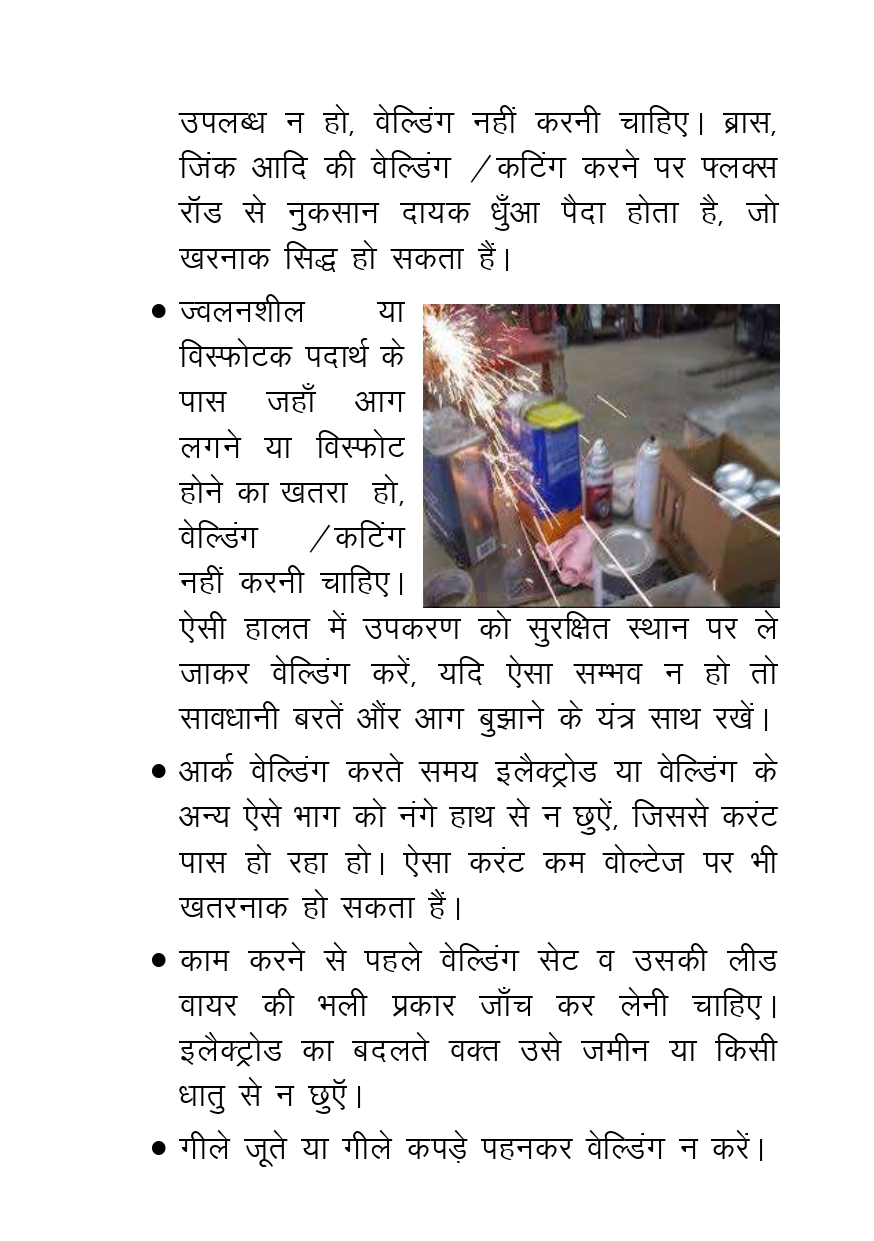 उपलब्ध न हो, वेल्डिंग नहीं करनी चाहिए। ब्रास,
जिंक आदि की वेल्डिंग /कटिंग करने पर फ्लक्स
रॉड से नुकसान दायक धुँआ पैदा होता है, जो
खरनाक सिद्ध हो सकता हैं।
● ज्वलनशील या
विस्फोटक पदार्थ के
पास जहाँ आग
लगने या विस्फोट
होने का खतरा हो,
वेल्डिंग /कटिंग
नहीं करनी चाहिए।
ऐसी हालत में उपकरण को सुरक्षित स्थान पर ले
जाकर वेल्डिंग करें, यदि ऐसा सम्भव न हो तो
सावधानी बरतें औंर आग बुझाने के यंत्र साथ रखें।
● आर्क वेल्डिंग करते समय इलैक्ट्रोड या वेल्डिंग के
अन्य ऐसे भाग को नंगे हाथ से न छुऐं, जिससे करंट
पास हो रहा हो। ऐसा करंट कम वोल्टेज पर भी
खतरनाक हो सकता हैं।
● काम करने से पहले वेल्डिंग सेट व उसकी लीड
वायर की भली प्रकार जाँच कर लेनी चाहिए।
इलैक्ट्रोड का बदलते वक्त उसे जमीन या किसी
धातु से न छुऍ।
● गीले जूते या गीले कपड़े पहनकर वेल्डिंग न करें।